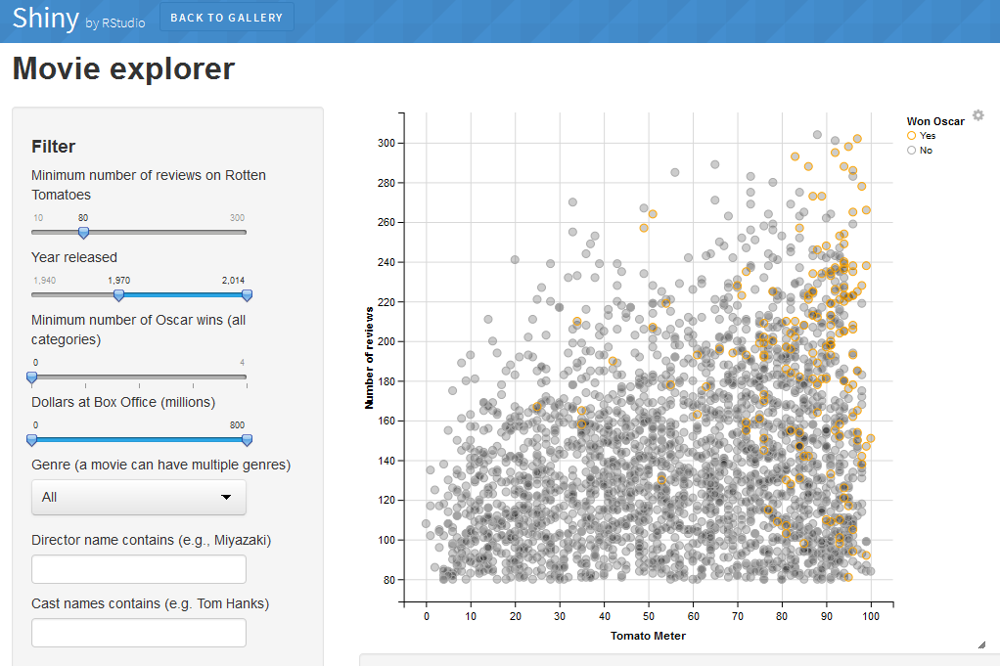 Shiny by RStudio BACK TO GALLERY
Movie explorer
Filter
Minimum number of reviews on Rotten
Tomatoes
10 80 300
Year released
1,940 1,970 2,014
Minimum number of Oscar wins (all
categories)
0 4
Dollars at Box Office (millions)
0 800
Genre (a movie can have multiple genres)
All
Director name contains (e.g., Miyazaki)
Cast names contains (e.g. Tom Hanks)
Number of reviews
300
280
260
240
220
200
180
160
140
120
100
80
0 10 20 30 40 50 60 70 80 90 100
Tomato Meter
Won Oscar
Yes
No